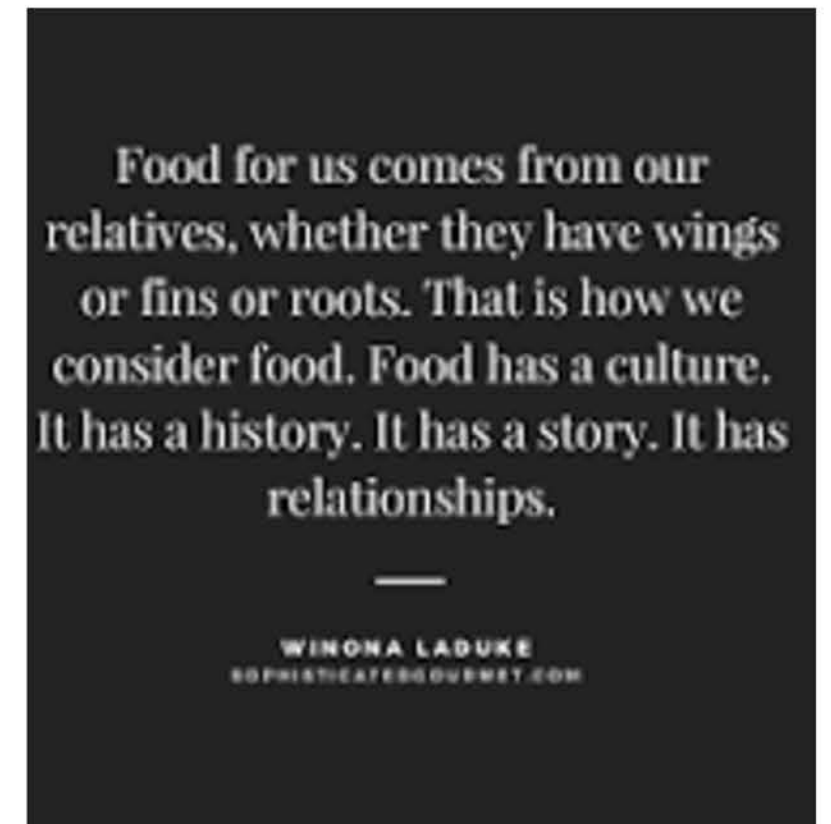 Food for us comes from our
relatives, whether they have wings
or fins or roots. That is how we
consider food. Food has a culture.
It has a history. It has a story. It has
relationships.
WINONA LADUKE
SOPHISTICATEDGOURMET.COM